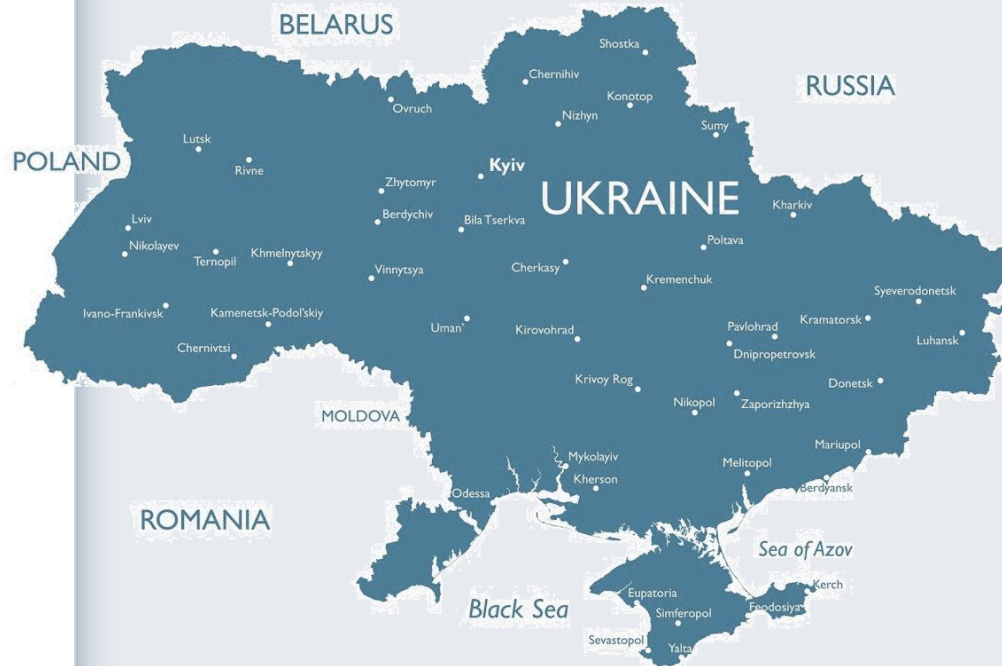 BELARUS
Shostka
Chernihiv
RUSSIA
Konotop
Ovruch
Nizhyn
Sumy
Lutsk
POLAND
Rivne
Kyiv
Zhytomyr
UKRAINE
Kharkiv
Lviv
Berdychiv
Bila Tserkva
Nikolayev
Poltava
Ternopil
Khmelnytskyy
Cherkasy
Vinnytsya
Kremenchuk
Syeverodonetsk
Ivano-Frankivsk
Kamenetsk-Podol'skiy
Uman'
Kirovohrad
Pavlohrad
Kramatorsk
Luhansk
Chernivtsi
Dnipropetrovsk
Krivoy Rog
Donetsk
Nikopol
Zaporizhzhya
MOLDOVA
Mariupol
Mykolayiv
Melitopol
Kherson
Berdyansk
Odessa
ROMANIA
Sea of Azov
Kerch
Eupatoria
Feodosiya
Black Sea
Simferopol
Sevastopol
Yalta